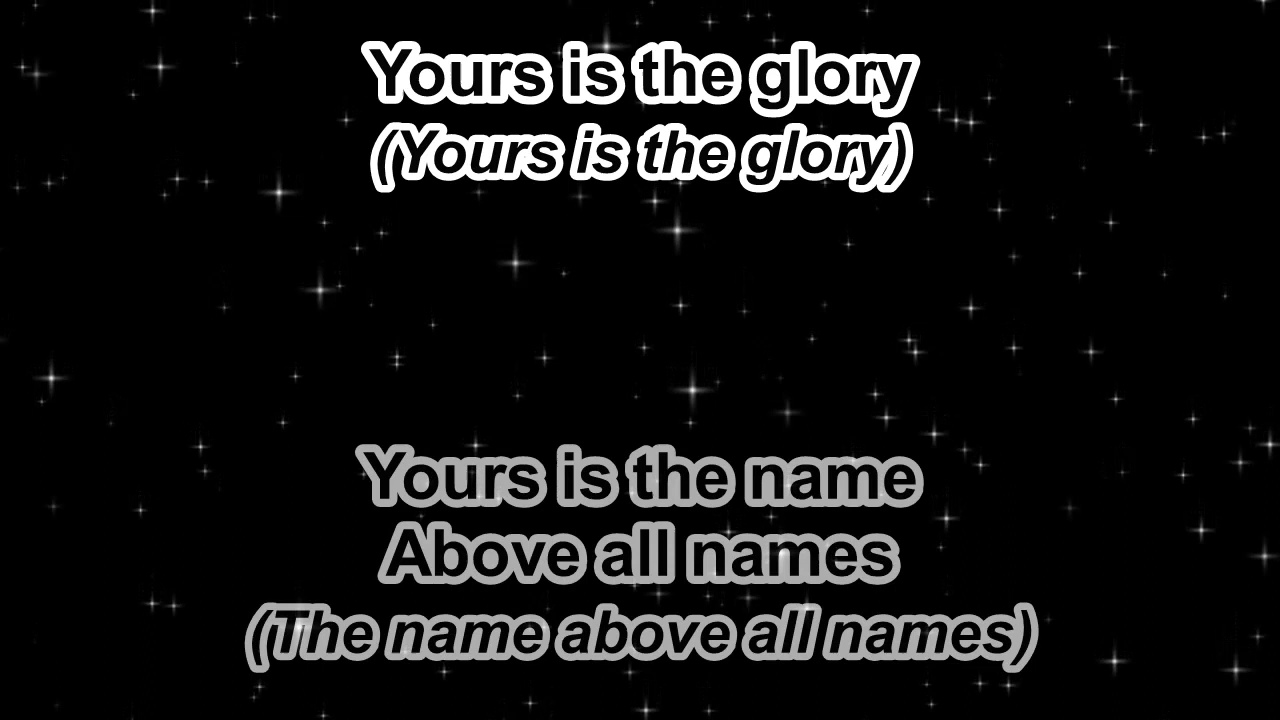 Yours is the glory
(Yours is the glory)
Yours is the name
Above all names
(The name above all names)